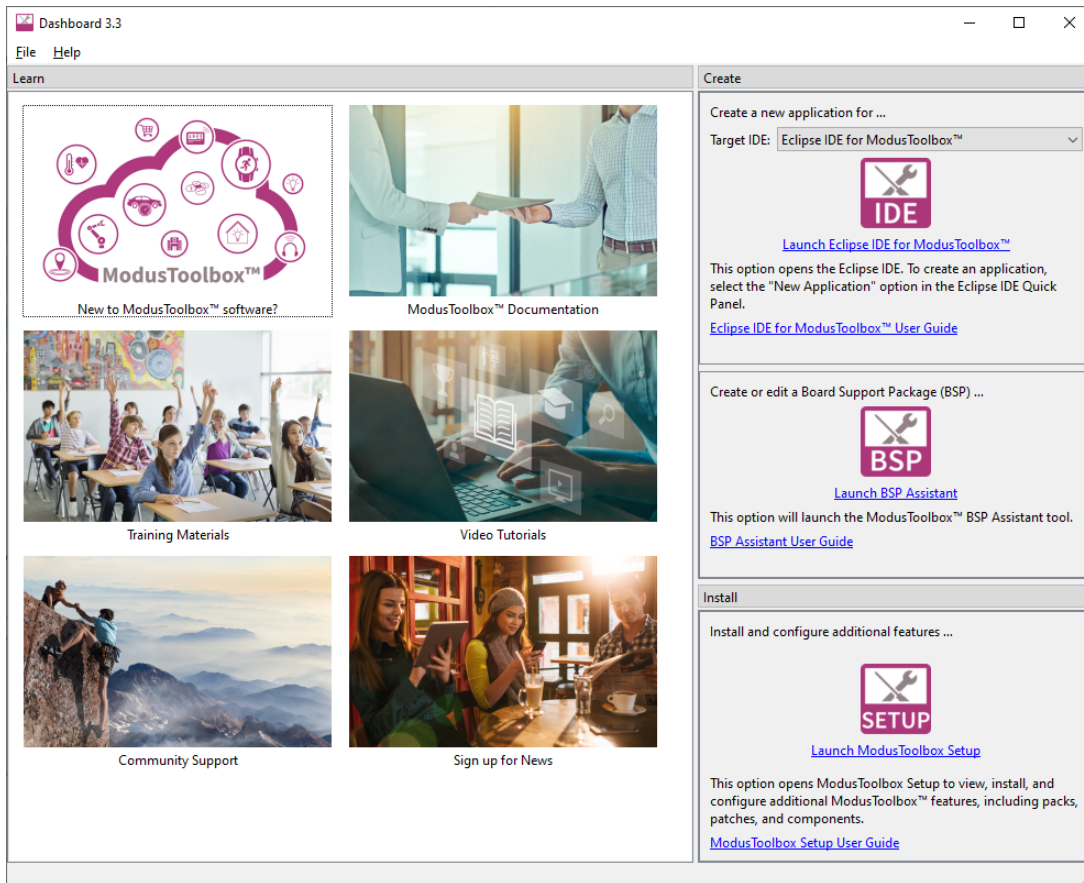 Dashboard 3.3
File Help
Learn
ModusToolbox™
New to ModusToolbox™ software?
ModusToolbox™ Documentation
Training Materials
Video Tutorials
Community Support
Sign up for News
Create
Create a new application for ...
Target IDE: Eclipse IDE for ModusToolbox™
IDE
Launch Eclipse IDE for ModusToolbox™
This option opens the Eclipse IDE. To create an application,
select the "New Application" option in the Eclipse IDE Quick
Panel.
Eclipse IDE for ModusToolbox™ User Guide
Create or edit a Board Support Package (BSP) ...
BSP
Launch BSP Assistant
This option will launch the ModusToolbox™ BSP Assistant tool.
BSP Assistant User Guide
Install
Install and configure additional features ...
SETUP
Launch ModusToolbox Setup
This option opens ModusToolbox Setup to view, install, and
configure additional ModusToolbox™ features, including packs,
patches, and components.
ModusToolbox Setup User Guide